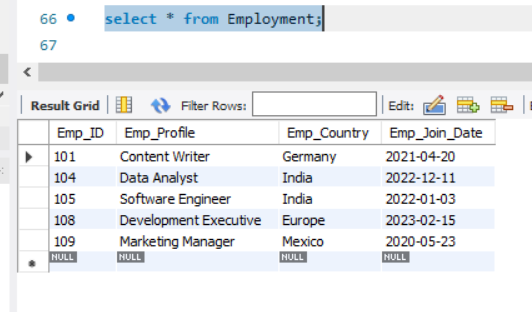 66 select * from Employment;
67
Result Grid Filter Rows: Edit:
Emp_ID Emp_Profile Emp_Country Emp_Join_Date
101 Content Writer Germany 2021-04-20
104 Data Analyst India 2022-12-11
105 Software Engineer India 2022-01-03
108 Development Executive Europe 2023-02-15
109 Marketing Manager Mexico 2020-05-23
NULL NULL NULL NULL